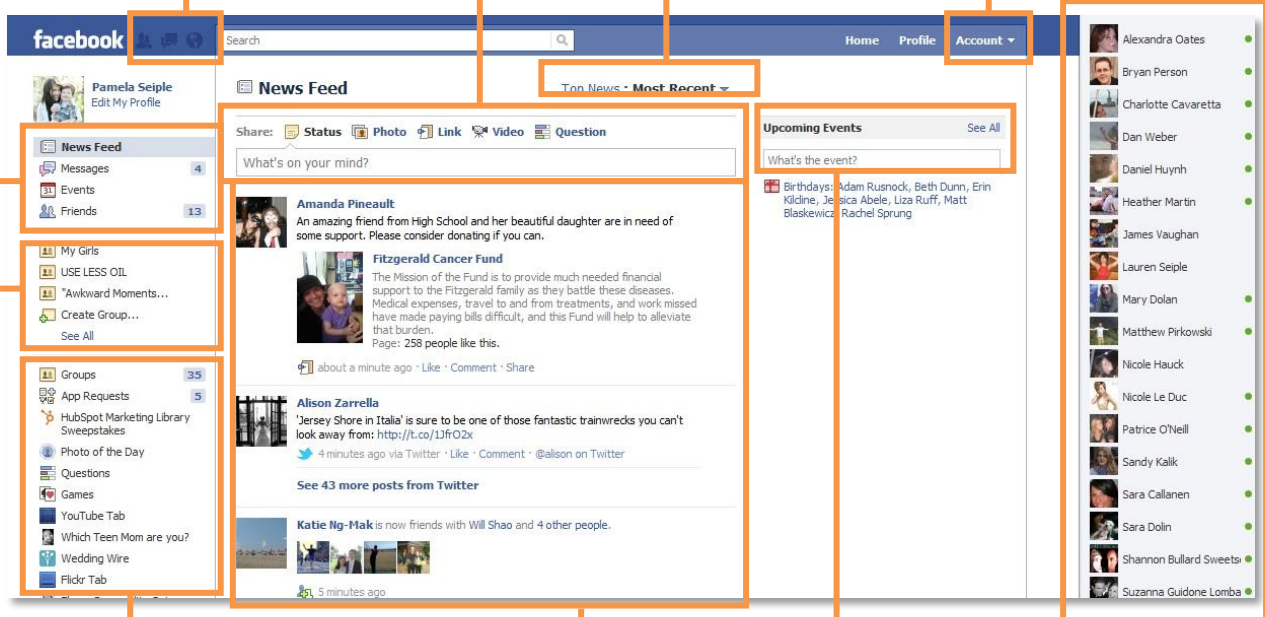 facebook
Search
Home Profile Account
Pamela Seiple
Edit My Profile
News Feed
Messages 4
Events
Friends 13
My Girls
USE LESS OIL
"Awkward Moments...
Create Group...
See All
Groups 35
App Requests 5
HubSpot Marketing Library
Sweepstakes
Photo of the Day
Questions
Games
YouTube Tab
Which Teen Mom are you?
Wedding Wire
Flickr Tab
News Feed
Top News · Most Recent
Share: Status Photo Link Video Question
What's on your mind?
Amanda Pineault
An amazing friend from High School and her beautiful daughter are in need of
some support. Please consider donating if you can.
Fitzgerald Cancer Fund
The Mission of the Fund is to provide much needed financial
support to the Fitzgerald family as they battle these diseases.
Medical expenses, travel to and from treatments, and work missed
have made paying bills difficult, and this Fund will help to alleviate
that burden.
Page: 258 people like this.
about a minute ago · Like · Comment · Share
Alison Zarrella
'Jersey Shore in Italia' is sure to be one of those fantastic trainwrecks you can't
look away from: http://t.co/1JfrO2x
4 minutes ago via Twitter · Like · Comment · @alison on Twitter
See 43 more posts from Twitter
Katie Ng-Mak is now friends with Will Shao and 4 other people.
5 minutes ago
Upcoming Events See All
What's the event?
31
Birthdays: Adam Rusnock, Beth Dunn, Erin
Kildine, Jessica Abele, Liza Ruff, Matt
Blaskewicz, Rachel Sprung
Alexandra Oates
Bryan Person
Charlotte Cavaretta
Dan Weber
Daniel Huynh
Heather Martin
James Vaughan
Lauren Seiple
Mary Dolan
Matthew Pirkowski
Nicole Hauck
Nicole Le Duc
Patrice O'Neill
Sandy Kalik
Sara Callanen
Sara Dolin
Shannon Bullard Sweets
Suzanna Guidone Lomba